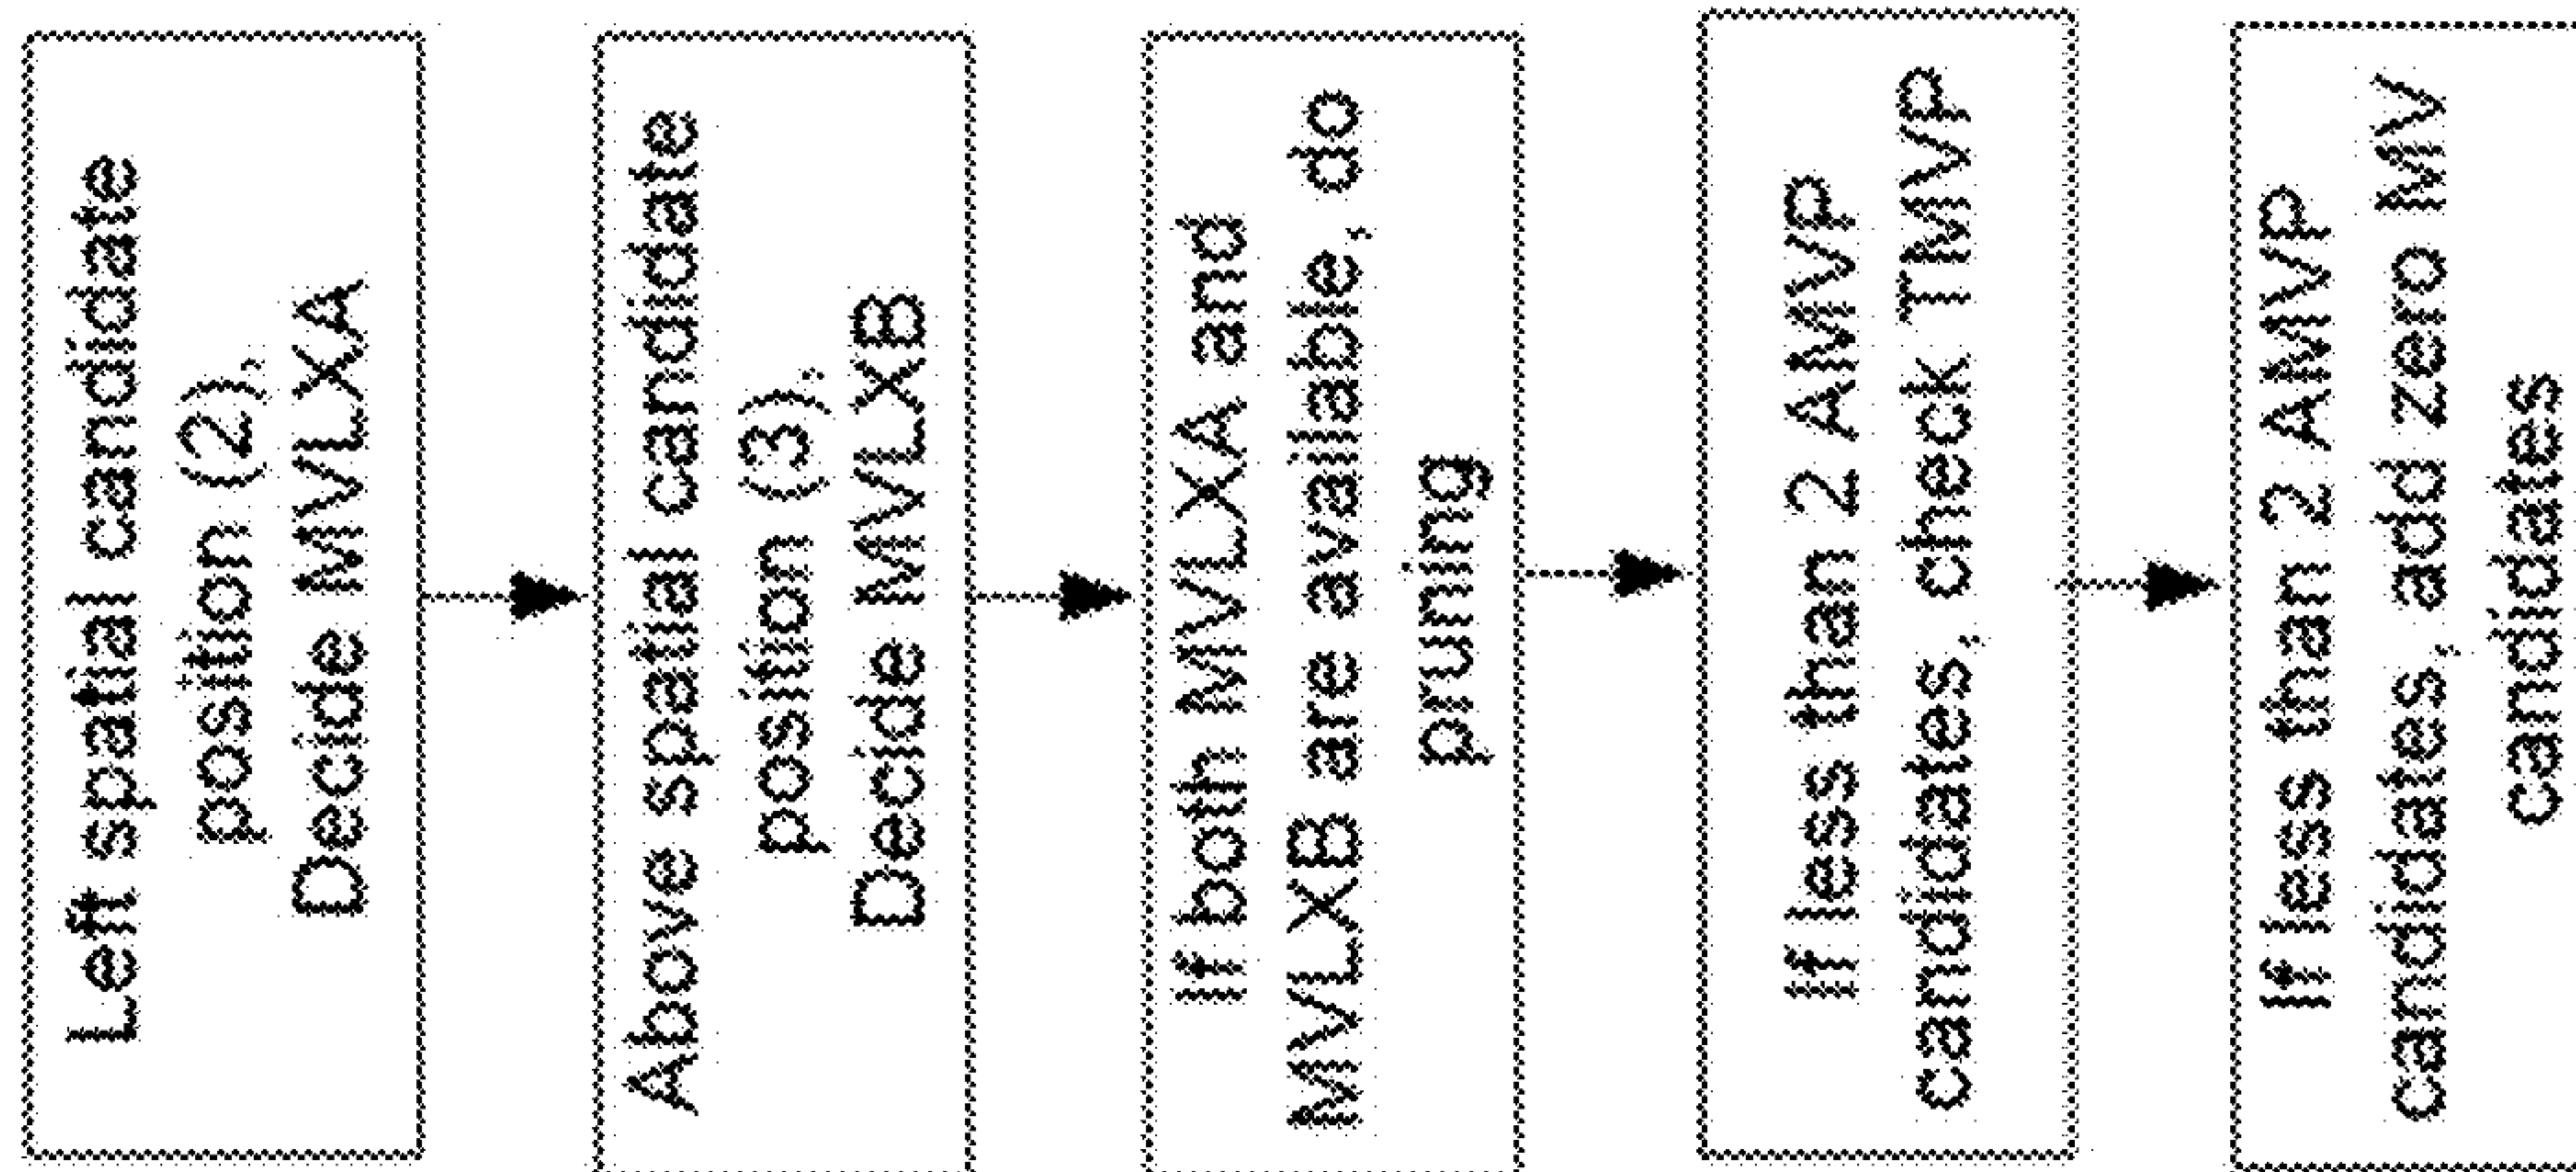 Left spatial candidate
position (2),
Decide MVLXA
Above spatial candidate
position (3),
Decide MVLXB
If both MVLXA and
MVLXB are available, do
pruning
If less than 2 AMVP
candidates, check TMVP
If less than 2 AMVP
candidates, add zero MV
candidates